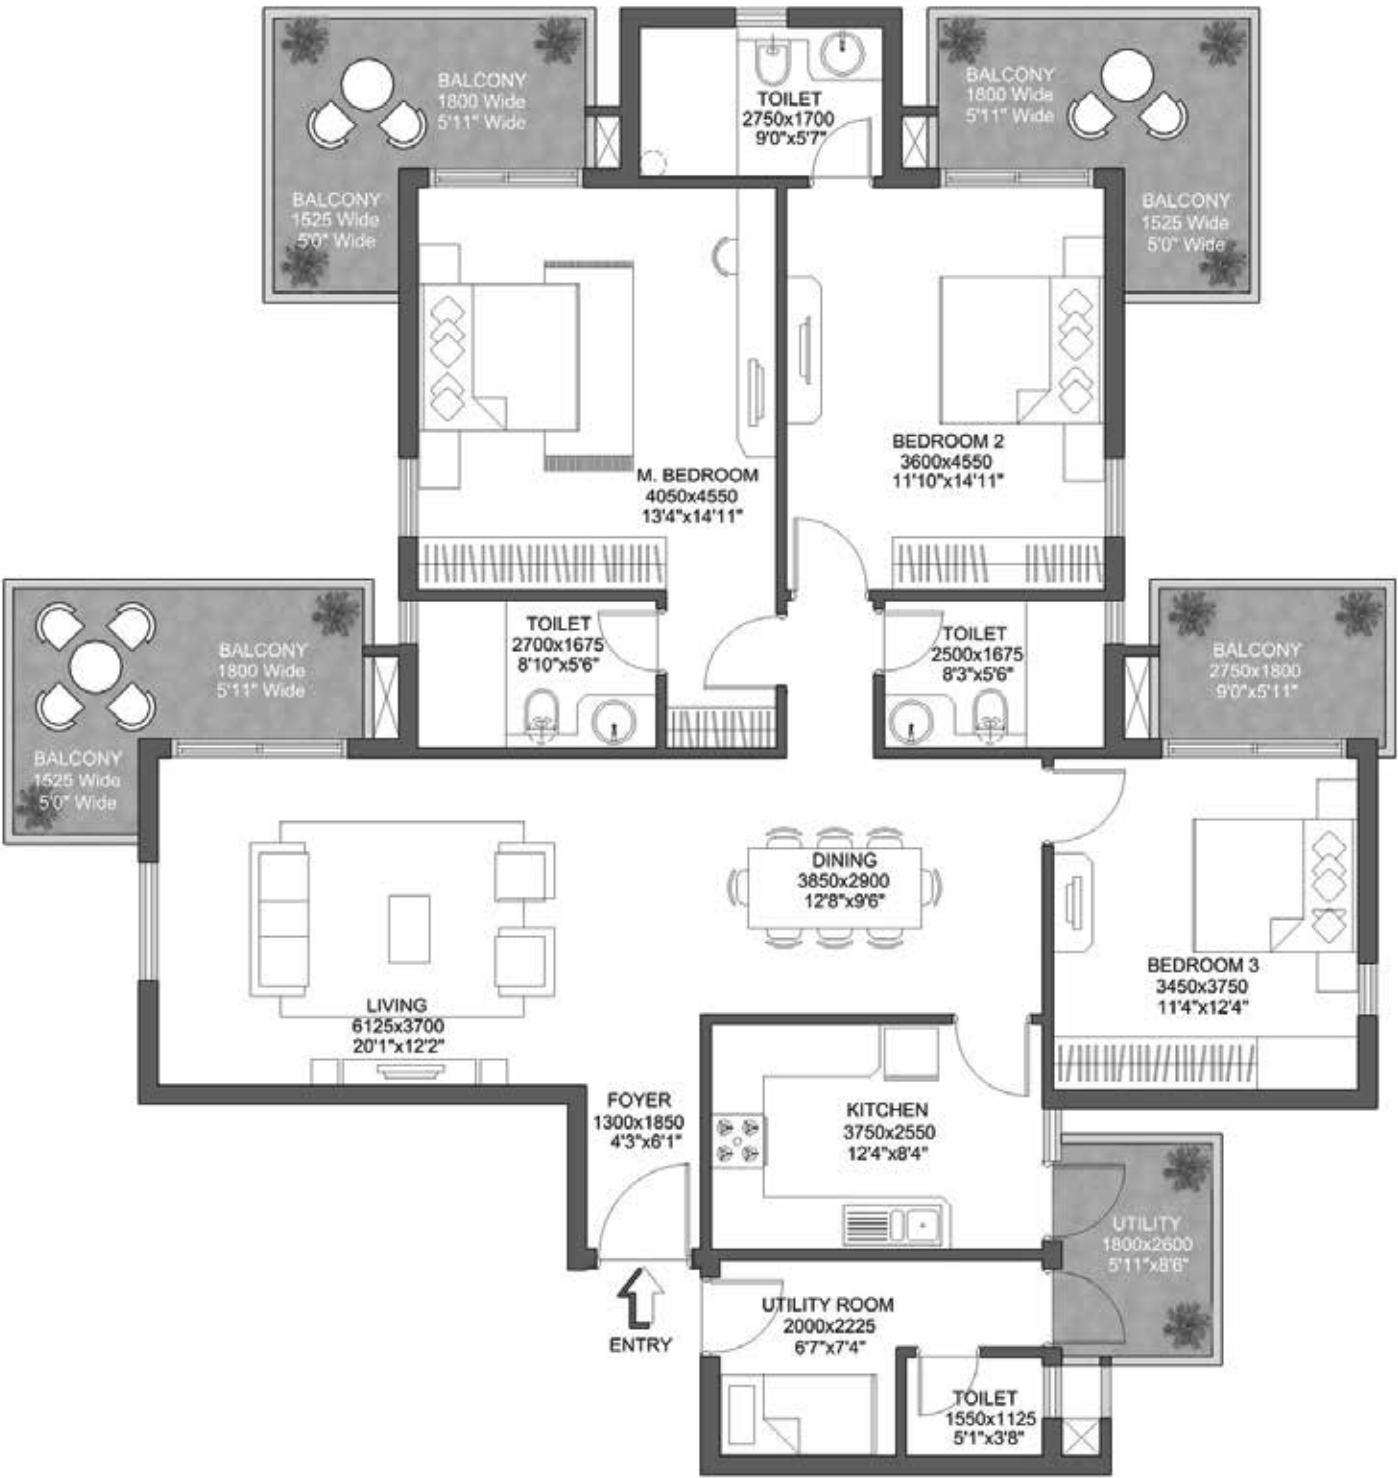 BALCONY
1800 Wide
5'11" Wide
BALCONY
1525 Wide
5'0" Wide
TOILET
2750x1700
9'0"x5'7"
BALCONY
1800 Wide
5'11" Wide
BALCONY
1525 Wide
5'0" Wide
M. BEDROOM
4050x4550
13'4"x14'11"
BEDROOM 2
3600x4550
11'10"x14'11"
BALCONY
1800 Wide
5'11" Wide
BALCONY
1525 Wide
5'0" Wide
TOILET
2700x1675
8'10"x5'6"
TOILET
2500x1675
8'3"x5'6"
BALCONY
2750x1800
9'0"x5'11"
LIVING
6125x3700
20'1"x12'2"
DINING
3850x2900
12'8"x9'6"
BEDROOM 3
3450x3750
11'4"x12'4"
FOYER
1300x1850
4'3"x6'1"
KITCHEN
3750x2550
12'4"x8'4"
UTILITY
1800x2600
5'11"x8'6"
ENTRY
UTILITY ROOM
2000x2225
6'7"x7'4"
TOILET
1550x1125
5'1"x3'8"